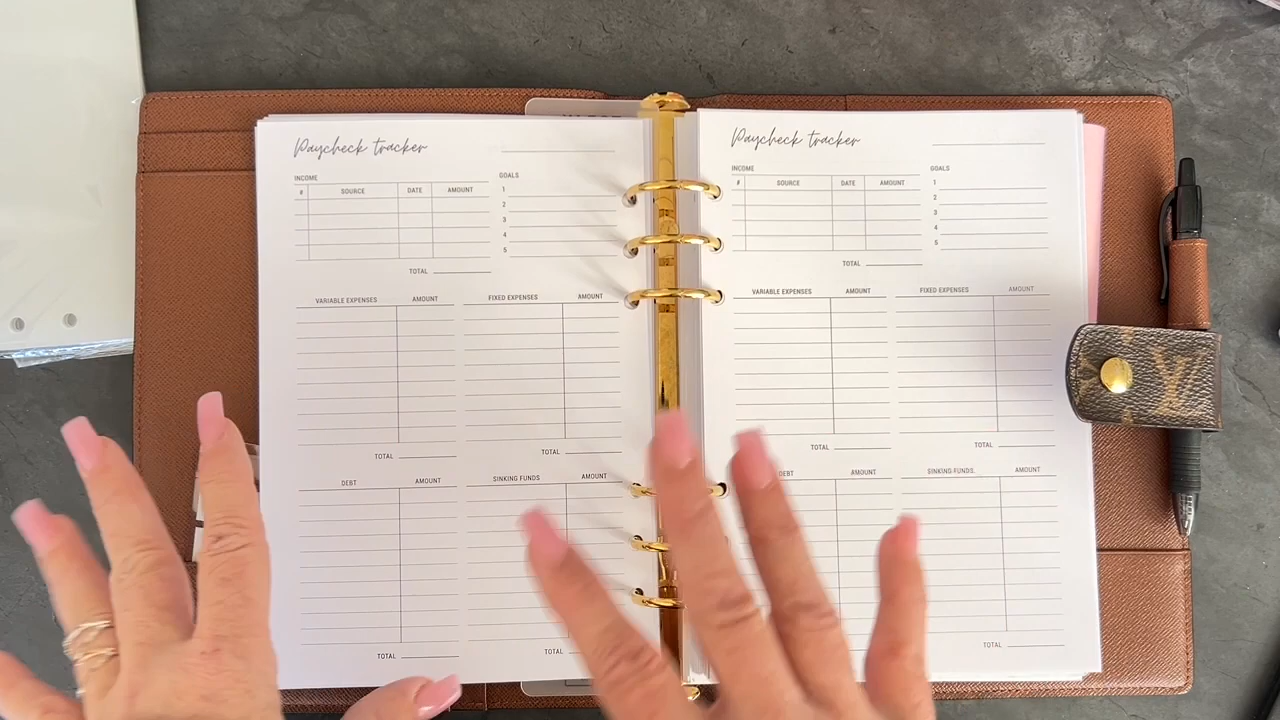 Paycheck tracker
INCOME
GOALS
# SOURCE DATE AMOUNT
1
2
3
4
5
TOTAL
VARIABLE EXPENSES AMOUNT FIXED EXPENSES AMOUNT
TOTAL TOTAL
DEBT AMOUNT SINKING FUNDS AMOUNT
TOTAL TOTAL
Paycheck tracker
INCOME GOALS
# SOURCE DATE AMOUNT
1
2
3
4
5
TOTAL
VARIABLE EXPENSES AMOUNT FIXED EXPENSES AMOUNT
TOTAL TOTAL
DEBT AMOUNT SINKING FUNDS AMOUNT
TOTAL